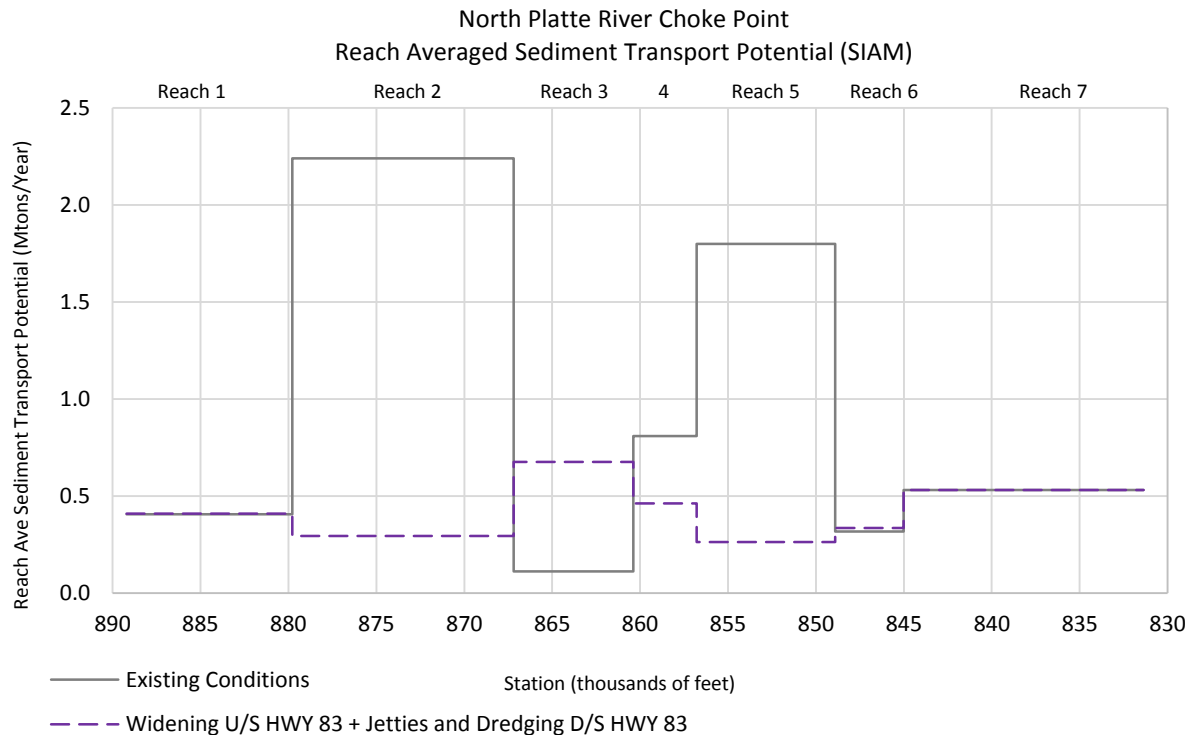 North Platte River Choke Point
Reach Averaged Sediment Transport Potential (SIAM)
Reach 1 Reach 2 Reach 3 4 Reach 5 Reach 6 Reach 7
Reach Ave Sediment Transport Potential (Mtons/Year)
2.5
2.0
1.5
1.0
0.5
0.0
890 885 880 875 870 865 860 855 850 845 840 835 830
Station (thousands of feet)
Existing Conditions
Widening U/S HWY 83 + Jetties and Dredging D/S HWY 83